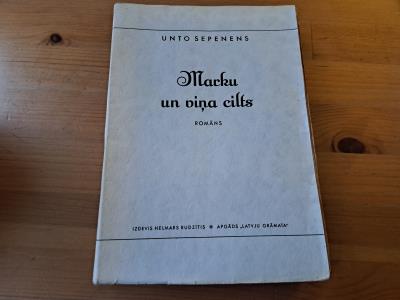 UNTO SEPENENS
Marku
un viņa cilts
ROMĀNS
IZDEVIS HELMARS RUDZĪTIS ✱ APGĀDS „LATVJU GRĀMATA"